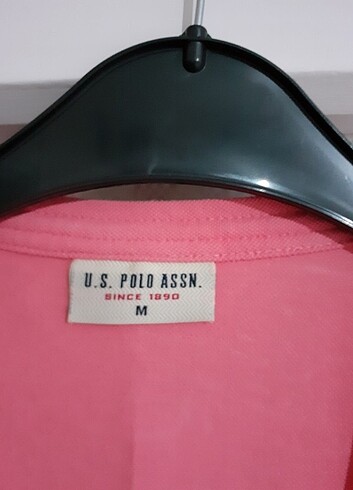 U.S. POLO ASSN.
SINCE 1890
M